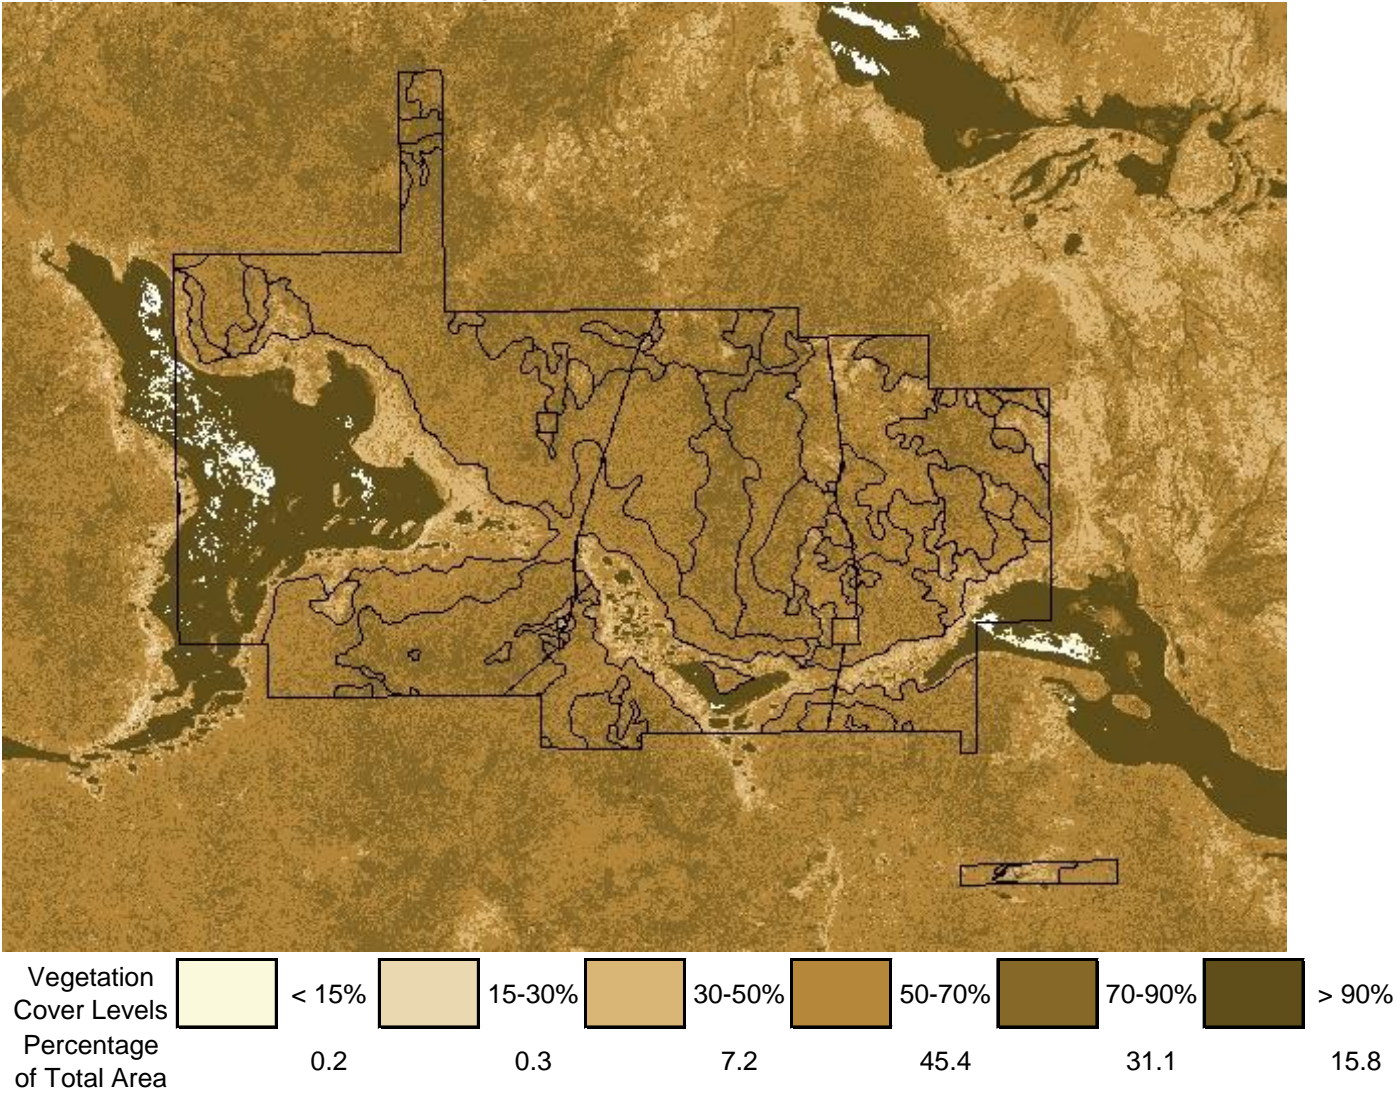 Vegetation
Cover Levels
< 15% 15-30% 30-50% 50-70% 70-90% > 90%
Percentage
of Total Area
0.2 0.3 7.2 45.4 31.1 15.8